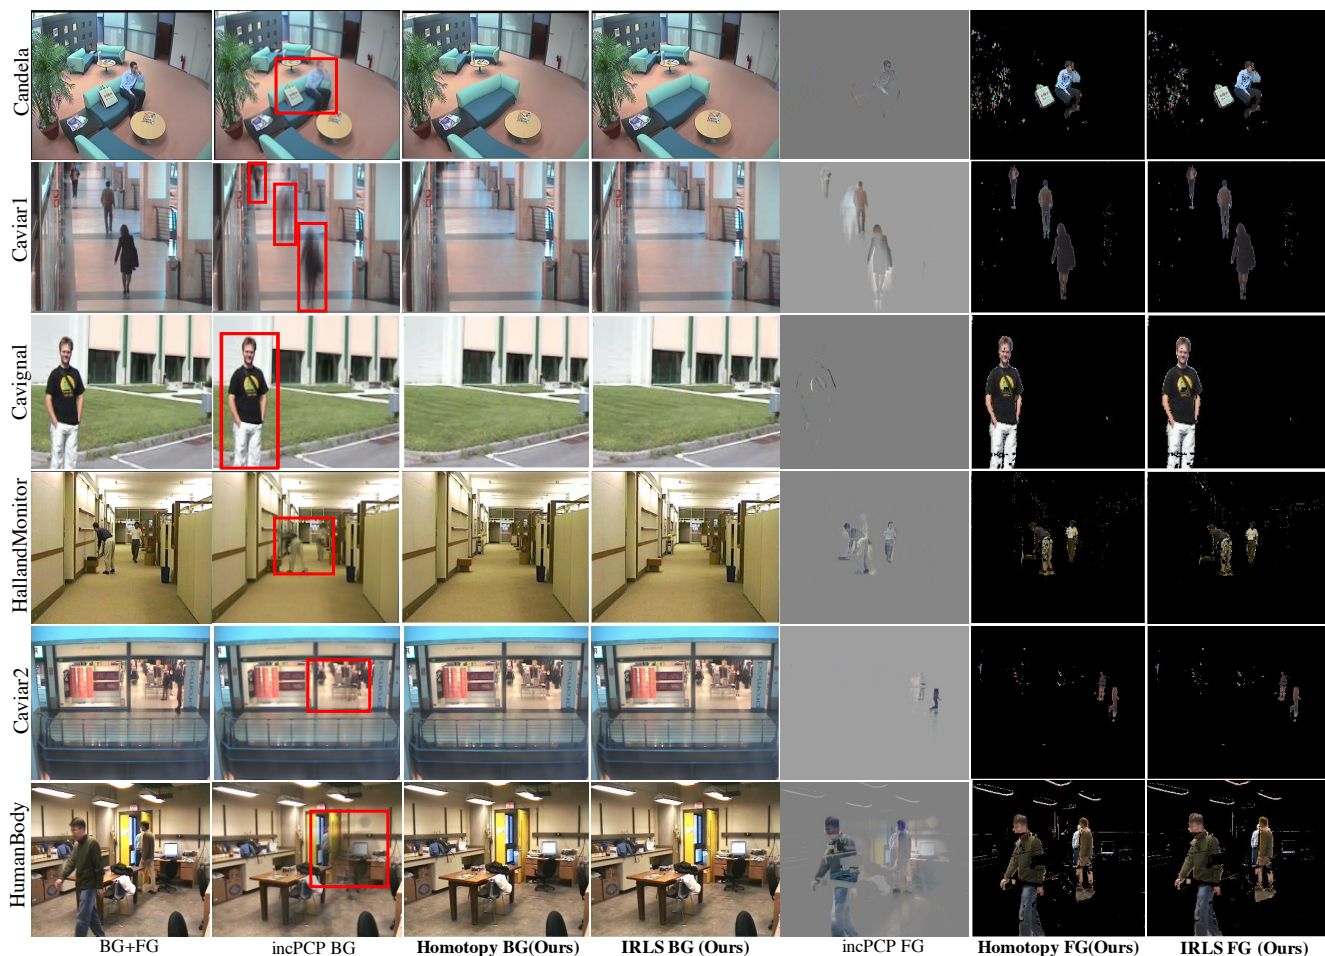 Candela
Caviar1
Cavignal
HallandMonitor
Caviar2
HumanBody
BG+FG
incPCP BG
Homotopy BG(Ours)
IRLS BG (Ours)
incPCP FG
Homotopy FG(Ours)
IRLS FG (Ours)